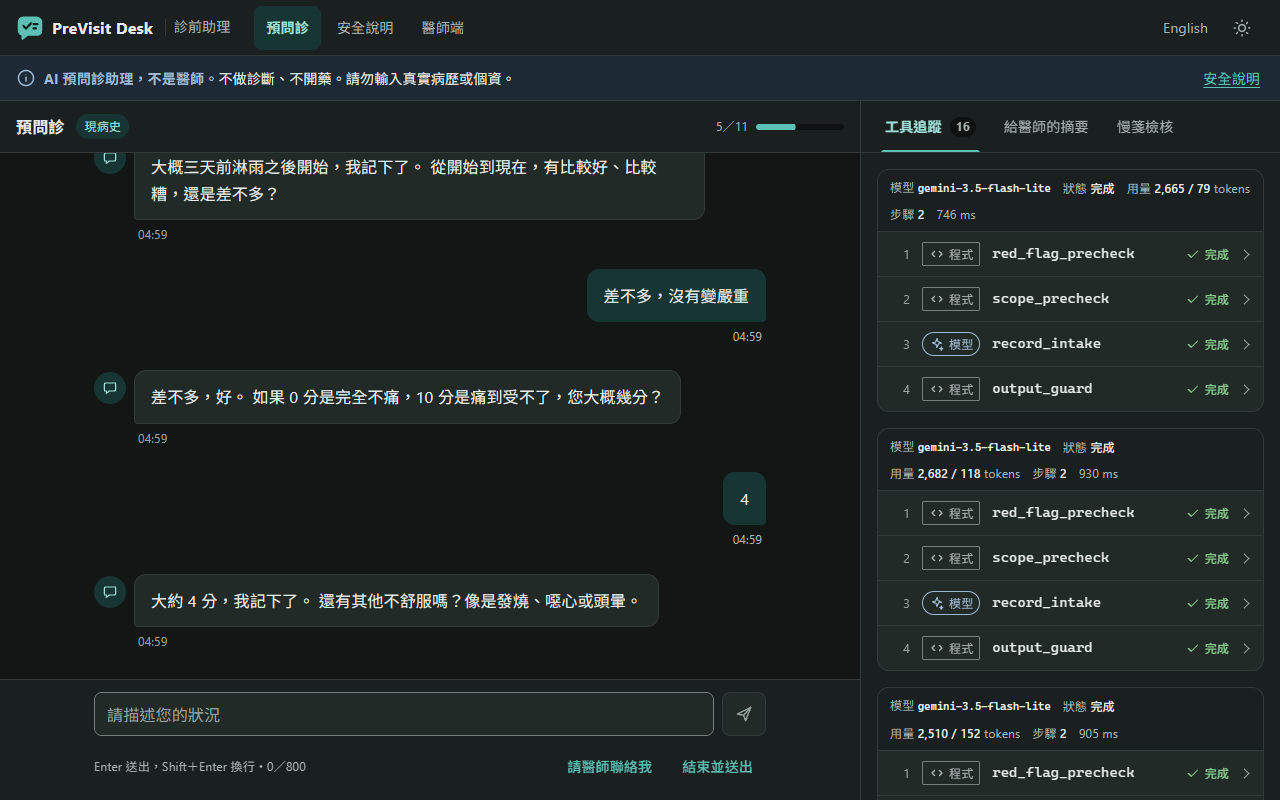 PreVisit Desk
診前助理
預問診
安全說明
醫師端
English
AI 預問診助理，不是醫師。不做診斷、不開藥。請勿輸入真實病歷或個資。
安全說明
預問診
現病史
5／11
大概三天前淋雨之後開始，我記下了。 從開始到現在，有比較好、比較
糟，還是差不多？
04:59
差不多，沒有變嚴重
04:59
差不多，好。 如果 0 分是完全不痛，10 分是痛到受不了，您大概幾分？
04:59
4
04:59
大約 4 分，我記下了。 還有其他不舒服嗎？像是發燒、噁心或頭暈。
04:59
請描述您的狀況
Enter 送出，Shift＋Enter 換行・0／800
請醫師聯絡我
結束並送出
工具追蹤 16
給醫師的摘要
慢箋檢核
模型 gemini-3.5-flash-lite 狀態 完成 用量 2,665 / 79 tokens
步驟 2 746 ms
1 程式 red_flag_precheck 完成
2 程式 scope_precheck 完成
3 模型 record_intake 完成
4 程式 output_guard 完成
模型 gemini-3.5-flash-lite 狀態 完成
用量 2,682 / 118 tokens 步驟 2 930 ms
1 程式 red_flag_precheck 完成
2 程式 scope_precheck 完成
3 模型 record_intake 完成
4 程式 output_guard 完成
模型 gemini-3.5-flash-lite 狀態 完成
用量 2,510 / 152 tokens 步驟 2 905 ms
1 程式 red_flag_precheck 完成